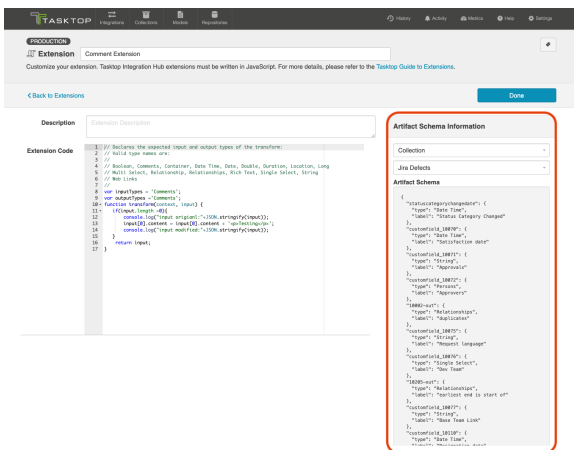 TASKTOP
Integrations
Collections
Models
Repositories
History
Activity
Metrics
Help
Settings
PRODUCTION
Extension
Comment Extension
Customize your extension. Tasktop Integration Hub extensions must be written in JavaScript. For more details, please refer to the Tasktop Guide to Extensions.
Back to Extensions
Done
Description
Extension Description
Extension Code
1 // Declares the expected input and output types of the transform:
2 // Valid type names are:
3 //
4 // Boolean, Comments, Container, Date Time, Date, Double, Duration, Location, Long
5 // Multi Select, Relationship, Relationships, Rich Text, Single Select, String
6 // Web Links
7 //
8 var inputTypes = 'Comments';
9 var outputTypes ='Comments';
10 function transform(context, input) {
11 if(input.length >0){
12 console.log("input origianl:"+JSON.stringify(input));
13 input[0].content = input[0].content + '<p>Testing</p>';
14 console.log("input modified:"+JSON.stringify(input));
15 }
16 return input;
17 }
Artifact Schema Information
Collection
Jira Defects
Artifact Schema
{
"statuscategorychangedate": {
"type": "Date Time",
"label": "Status Category Changed"
},
"customfield_10070": {
"type": "Date Time",
"label": "Satisfaction date"
},
"customfield_10071": {
"type": "String",
"label": "Approvals"
},
"customfield_10072": {
"type": "Persons",
"label": "Approvers"
},
"10002-out": {
"type": "Relationships",
"label": "duplicates"
},
"customfield_10075": {
"type": "String",
"label": "Request language"
},
"customfield_10076": {
"type": "Single Select",
"label": "Dev Team"
},
"10205-out": {
"type": "Relationships",
"label": "earliest end is start of"
},
"customfield_10077": {
"type": "String",
"label": "Base Team Link"
},
"customfield_10110": {
"type": "Date Time",